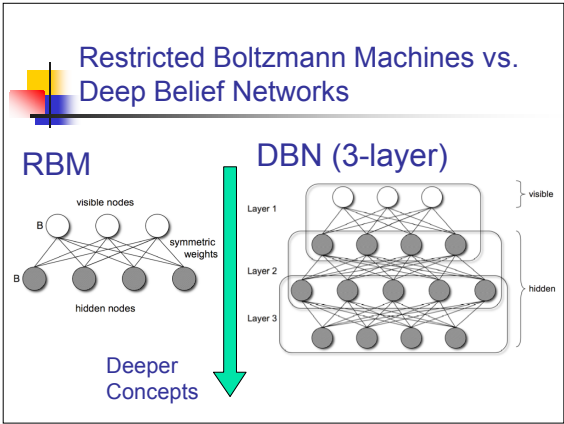 Restricted Boltzmann Machines vs.
Deep Belief Networks
RBM
visible nodes
B
symmetric
weights
B
hidden nodes
Deeper
Concepts
DBN (3-layer)
Layer 1
visible
Layer 2
hidden
Layer 3